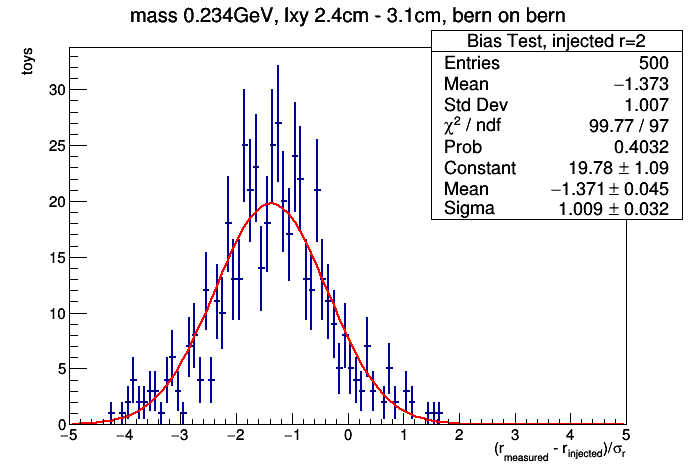 mass 0.234GeV, lxy 2.4cm - 3.1cm, bern on bern
Bias Test, injected r=2
Entries 500
Mean −1.373
Std Dev 1.007
χ² / ndf 99.77 / 97
Prob 0.4032
Constant 19.78 ± 1.09
Mean −1.371 ± 0.045
Sigma 1.009 ± 0.032
toys
30
25
20
15
10
5
0
−5 −4 −3 −2 −1 0 1 2 3 4 5
(r_measured - r_injected)/σ_r